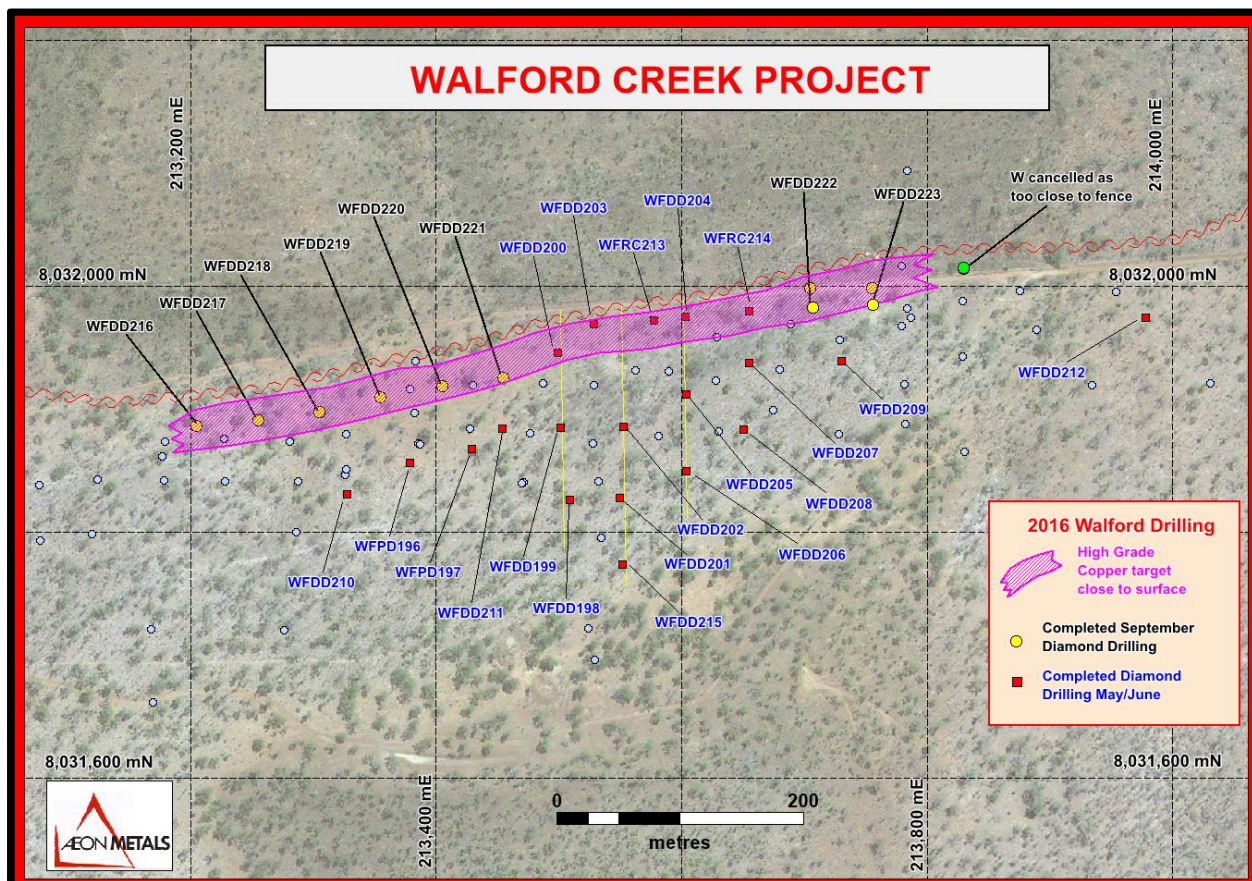 WALFORD CREEK PROJECT
213,200 mE
214,000 mE
W cancelled as
too close to fence
WFDD222
WFDD223
WFDD204
WFDD203
WFDD220
WFDD221
WFDD200
WFRC213
WFRC214
WFDD219
WFDD218
WFDD217
WFDD216
8,032,000 mN
8,032,000 mN
WFDD212
WFDD209
WFDD207
WFDD205
WFDD208
WFDD202
WFDD206
WFPD196
WFDD210
WFPD197
WFDD199
WFDD201
WFDD211
WFDD198
WFDD215
2016 Walford Drilling
High Grade
Copper target
close to surface
Completed September
Diamond Drilling
Completed Diamond
Drilling May/June
8,031,600 mN
8,031,600 mN
213,400 mE
213,800 mE
0 200
metres
ÆON METALS